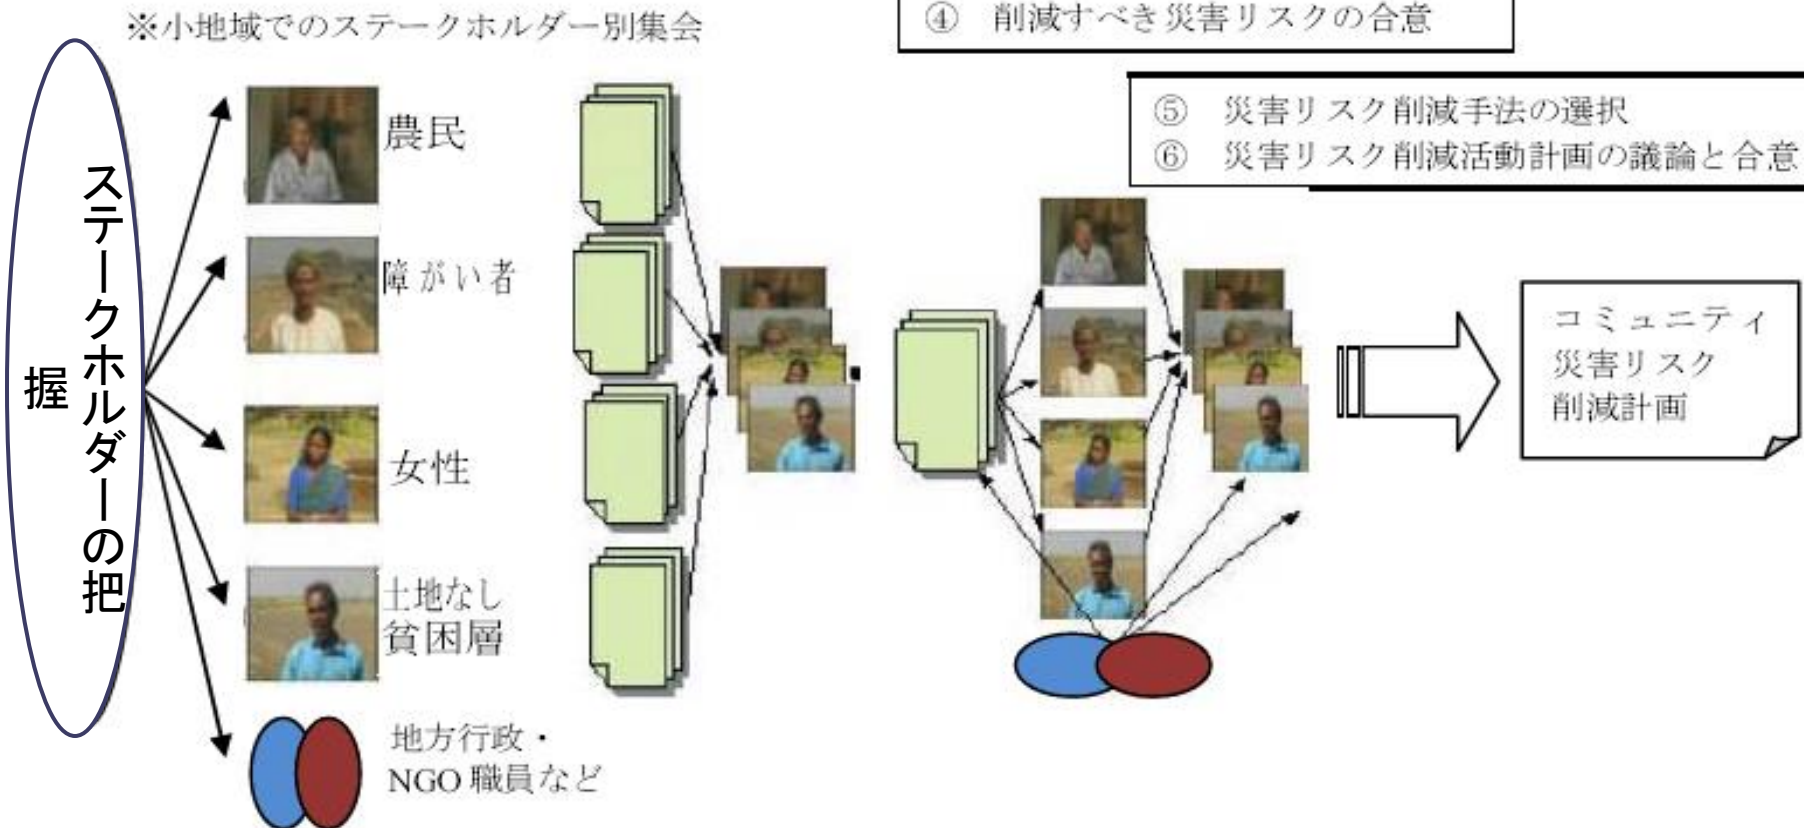 ※小地域でのステークホルダー別集会
④ 削減すべき災害リスクの合意
⑤ 災害リスク削減手法の選択
⑥ 災害リスク削減活動計画の議論と合意
ステークホルダーの把
握
農民
障がい者
女性
土地なし
貧困層
地方行政・
NGO 職員など
コミュニティ
災害リスク
削減計画